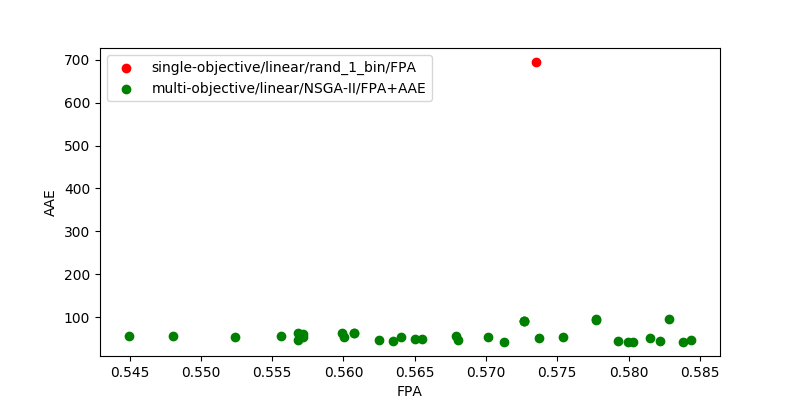 700
600
500
400
300
200
100
AAE
single-objective/linear/rand_1_bin/FPA
multi-objective/linear/NSGA-II/FPA+AAE
0.545 0.550 0.555 0.560 0.565 0.570 0.575 0.580 0.585
FPA